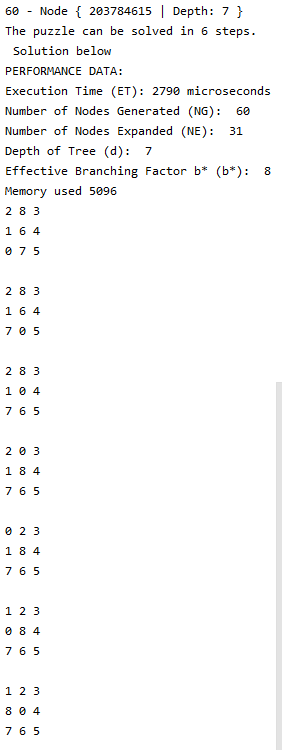 60 - Node { 203784615 | Depth: 7 }
The puzzle can be solved in 6 steps.
Solution below
PERFORMANCE DATA:
Execution Time (ET): 2790 microseconds
Number of Nodes Generated (NG):  60
Number of Nodes Expanded (NE):  31
Depth of Tree (d):  7
Effective Branching Factor b* (b*):  8
Memory used 5096
2 8 3
1 6 4
0 7 5
2 8 3
1 6 4
7 0 5
2 8 3
1 0 4
7 6 5
2 0 3
1 8 4
7 6 5
0 2 3
1 8 4
7 6 5
1 2 3
0 8 4
7 6 5
1 2 3
8 0 4
7 6 5